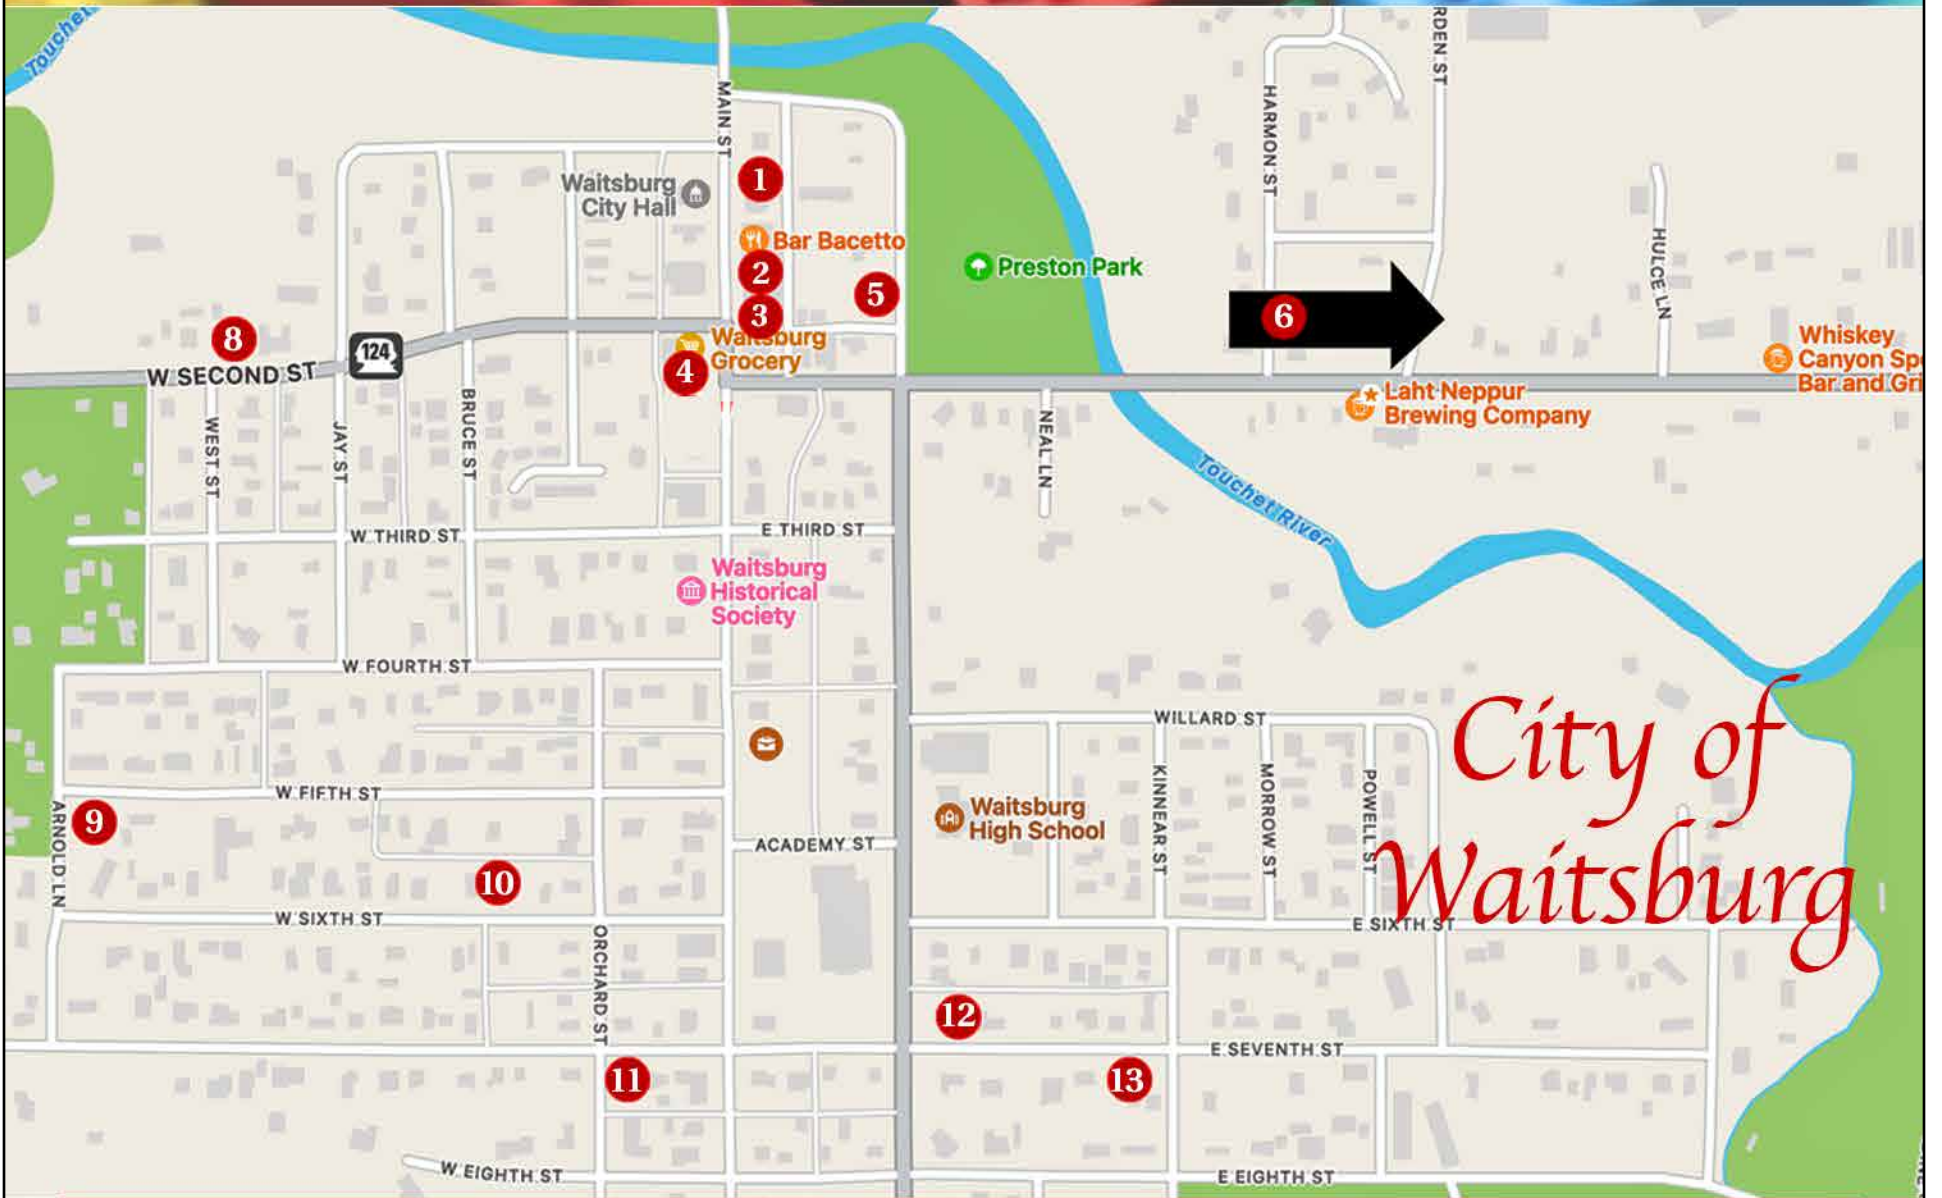 Touchet
MAIN ST
RDEN ST
HARMON ST
1
Waitsburg
City Hall
Bar Bacetto
2
5
3
Preston Park
HULCE LN
6
8
W SECOND ST
124
Waitsburg
Grocery
4
Whiskey
Canyon Spo
Bar and Gri
Laht Neppur
Brewing Company
WEST ST
JAY ST
BRUCE ST
NEAL LN
Touchet River
W THIRD ST
E THIRD ST
Waitsburg
Historical
Society
W FOURTH ST
WILLARD ST
City of
Waitsburg
W FIFTH ST
ARNOLD LN
9
Waitsburg
High School
KINNEAR ST
MORROW ST
POWELL ST
ACADEMY ST
10
W SIXTH ST
E SIXTH ST
ORCHARD ST
12
E SEVENTH ST
11
13
W EIGHTH ST
E EIGHTH ST